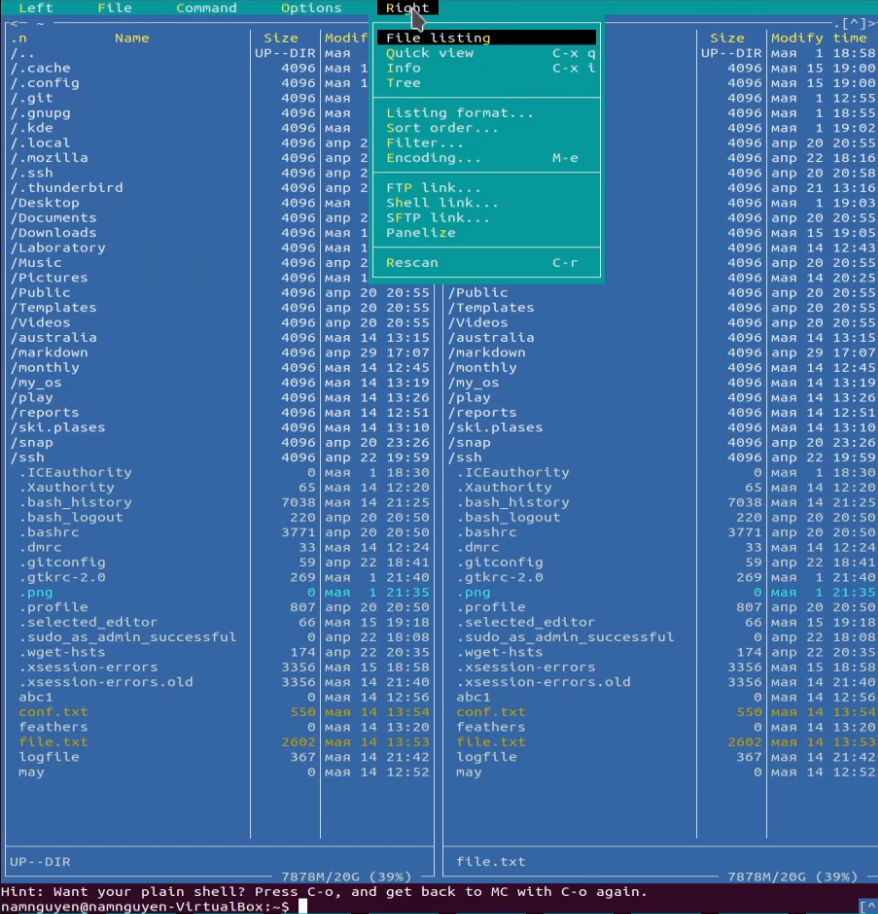 Left File Command Options Right
<— ~ .[^]>
.n Name Size Modif File listing Size Modify time
/.. UP--DIR мая Quick view C-x q UP--DIR мая 1 18:58
/.cache 4096 мая 1 Info C-x i 4096 мая 15 19:00
/.config 4096 мая 1 Tree 4096 мая 15 19:00
/.git 4096 мая 4096 мая 1 12:55
/.gnupg 4096 мая Listing format... 4096 мая 1 18:55
/.kde 4096 мая Sort order... 4096 мая 1 19:02
/.local 4096 апр 2 Filter... 4096 апр 20 20:55
/.mozilla 4096 апр 2 Encoding... M-e 4096 апр 22 18:16
/.ssh 4096 апр 2 4096 апр 20 20:58
/.thunderbird 4096 апр 2 FTP link... 4096 апр 21 13:16
/Desktop 4096 мая Shell link... 4096 мая 1 19:03
/Documents 4096 апр 2 SFTP link... 4096 апр 20 20:55
/Downloads 4096 мая 1 Panelize 4096 мая 15 19:05
/Laboratory 4096 мая 1 4096 мая 14 12:43
/Music 4096 апр 2 Rescan C-r 4096 апр 20 20:55
/Pictures 4096 мая 1 4096 мая 14 20:25
/Public 4096 апр 20 20:55 /Public 4096 апр 20 20:55
/Templates 4096 апр 20 20:55 /Templates 4096 апр 20 20:55
/Videos 4096 апр 20 20:55 /Videos 4096 апр 20 20:55
/australia 4096 мая 14 13:15 /australia 4096 мая 14 13:15
/markdown 4096 апр 29 17:07 /markdown 4096 апр 29 17:07
/monthly 4096 мая 14 12:45 /monthly 4096 мая 14 12:45
/my_os 4096 мая 14 13:19 /my_os 4096 мая 14 13:19
/play 4096 мая 14 13:26 /play 4096 мая 14 13:26
/reports 4096 мая 14 12:51 /reports 4096 мая 14 12:51
/ski.plases 4096 мая 14 13:10 /ski.plases 4096 мая 14 13:10
/snap 4096 апр 20 23:26 /snap 4096 апр 20 23:26
/ssh 4096 апр 22 19:59 /ssh 4096 апр 22 19:59
.ICEauthority 0 мая 1 18:30 .ICEauthority 0 мая 1 18:30
.Xauthority 65 мая 14 12:20 .Xauthority 65 мая 14 12:20
.bash_history 7038 мая 14 21:25 .bash_history 7038 мая 14 21:25
.bash_logout 220 апр 20 20:50 .bash_logout 220 апр 20 20:50
.bashrc 3771 апр 20 20:50 .bashrc 3771 апр 20 20:50
.dmrc 33 мая 14 12:24 .dmrc 33 мая 14 12:24
.gitconfig 59 апр 22 18:41 .gitconfig 59 апр 22 18:41
.gtkrc-2.0 269 мая 1 21:40 .gtkrc-2.0 269 мая 1 21:40
.png 0 мая 1 21:35 .png 0 мая 1 21:35
.profile 807 апр 20 20:50 .profile 807 апр 20 20:50
.selected_editor 66 мая 15 19:18 .selected_editor 66 мая 15 19:18
.sudo_as_admin_successful 0 апр 22 18:08 .sudo_as_admin_successful 0 апр 22 18:08
.wget-hsts 174 апр 22 20:35 .wget-hsts 174 апр 22 20:35
.xsession-errors 3356 мая 15 18:58 .xsession-errors 3356 мая 15 18:58
.xsession-errors.old 3356 мая 14 21:40 .xsession-errors.old 3356 мая 14 21:40
abc1 0 мая 14 12:56 abc1 0 мая 14 12:56
conf.txt 550 мая 14 13:54 conf.txt 550 мая 14 13:54
feathers 0 мая 14 13:20 feathers 0 мая 14 13:20
file.txt 2602 мая 14 13:53 file.txt 2602 мая 14 13:53
logfile 367 мая 14 21:42 logfile 367 мая 14 21:42
may 0 мая 14 12:52 may 0 мая 14 12:52
UP--DIR file.txt
7878M/20G (39%) 7878M/20G (39%)
Hint: Want your plain shell? Press C-o, and get back to MC with C-o again.
namnguyen@namnguyen-VirtualBox:~$ [^